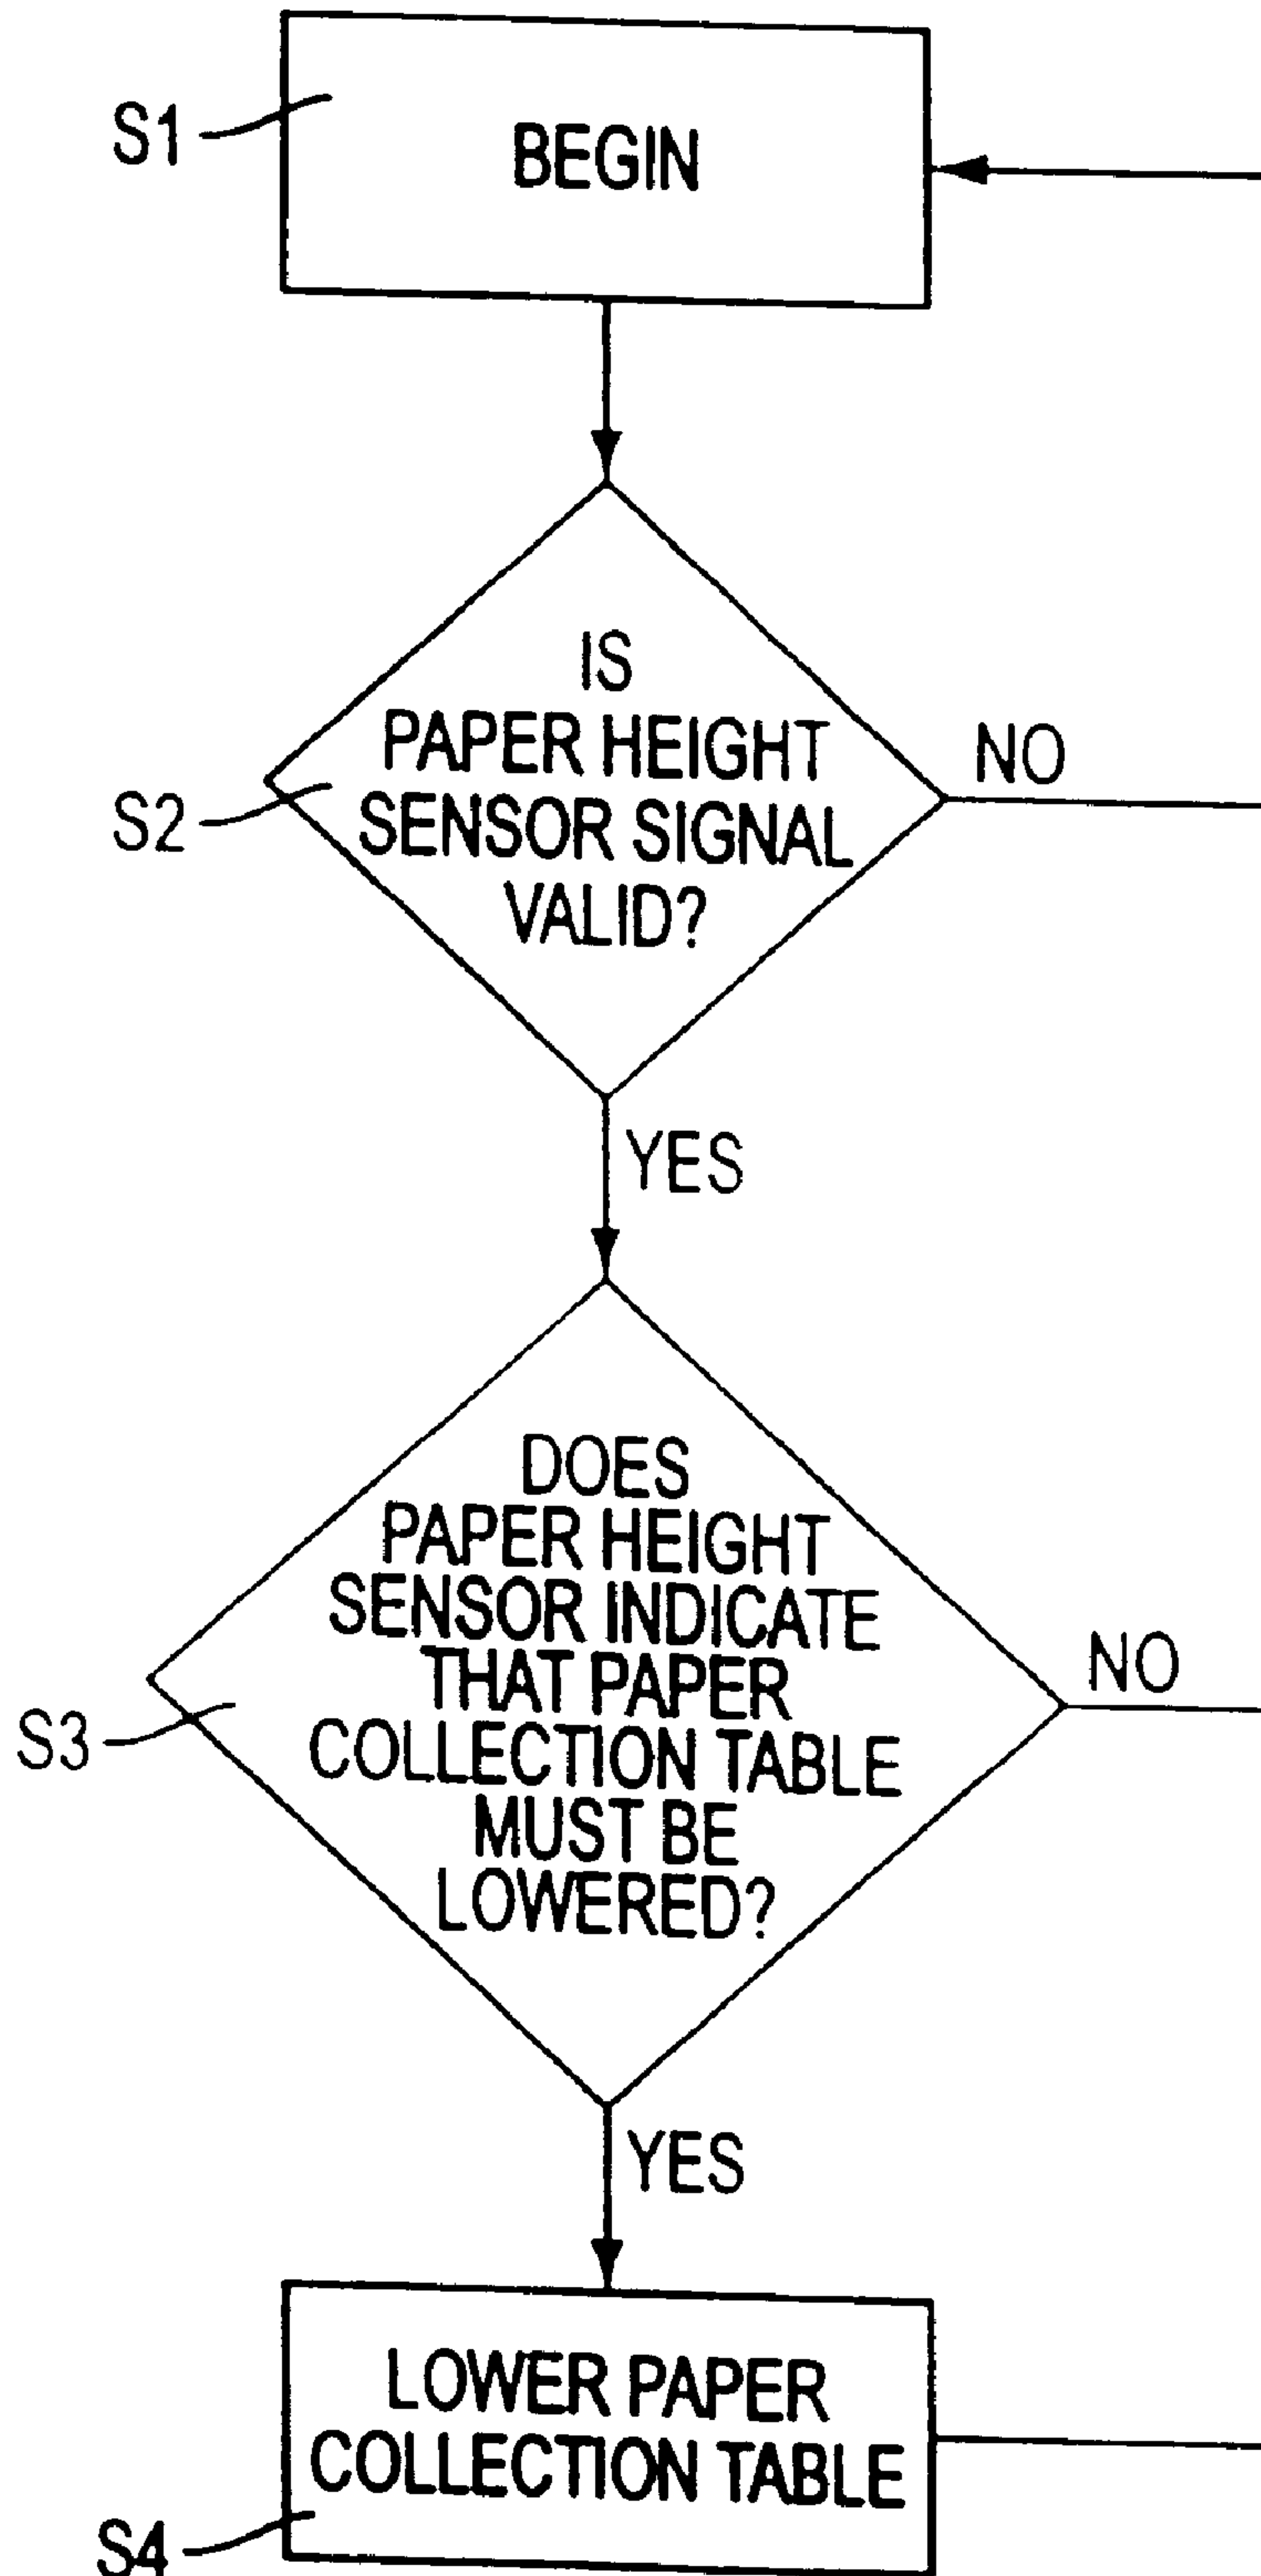 S1
BEGIN
IS
PAPER HEIGHT
SENSOR SIGNAL
VALID?
NO
S2
YES
DOES
PAPER HEIGHT
SENSOR INDICATE
THAT PAPER
COLLECTION TABLE
MUST BE
LOWERED?
NO
S3
YES
LOWER PAPER
COLLECTION TABLE
S4